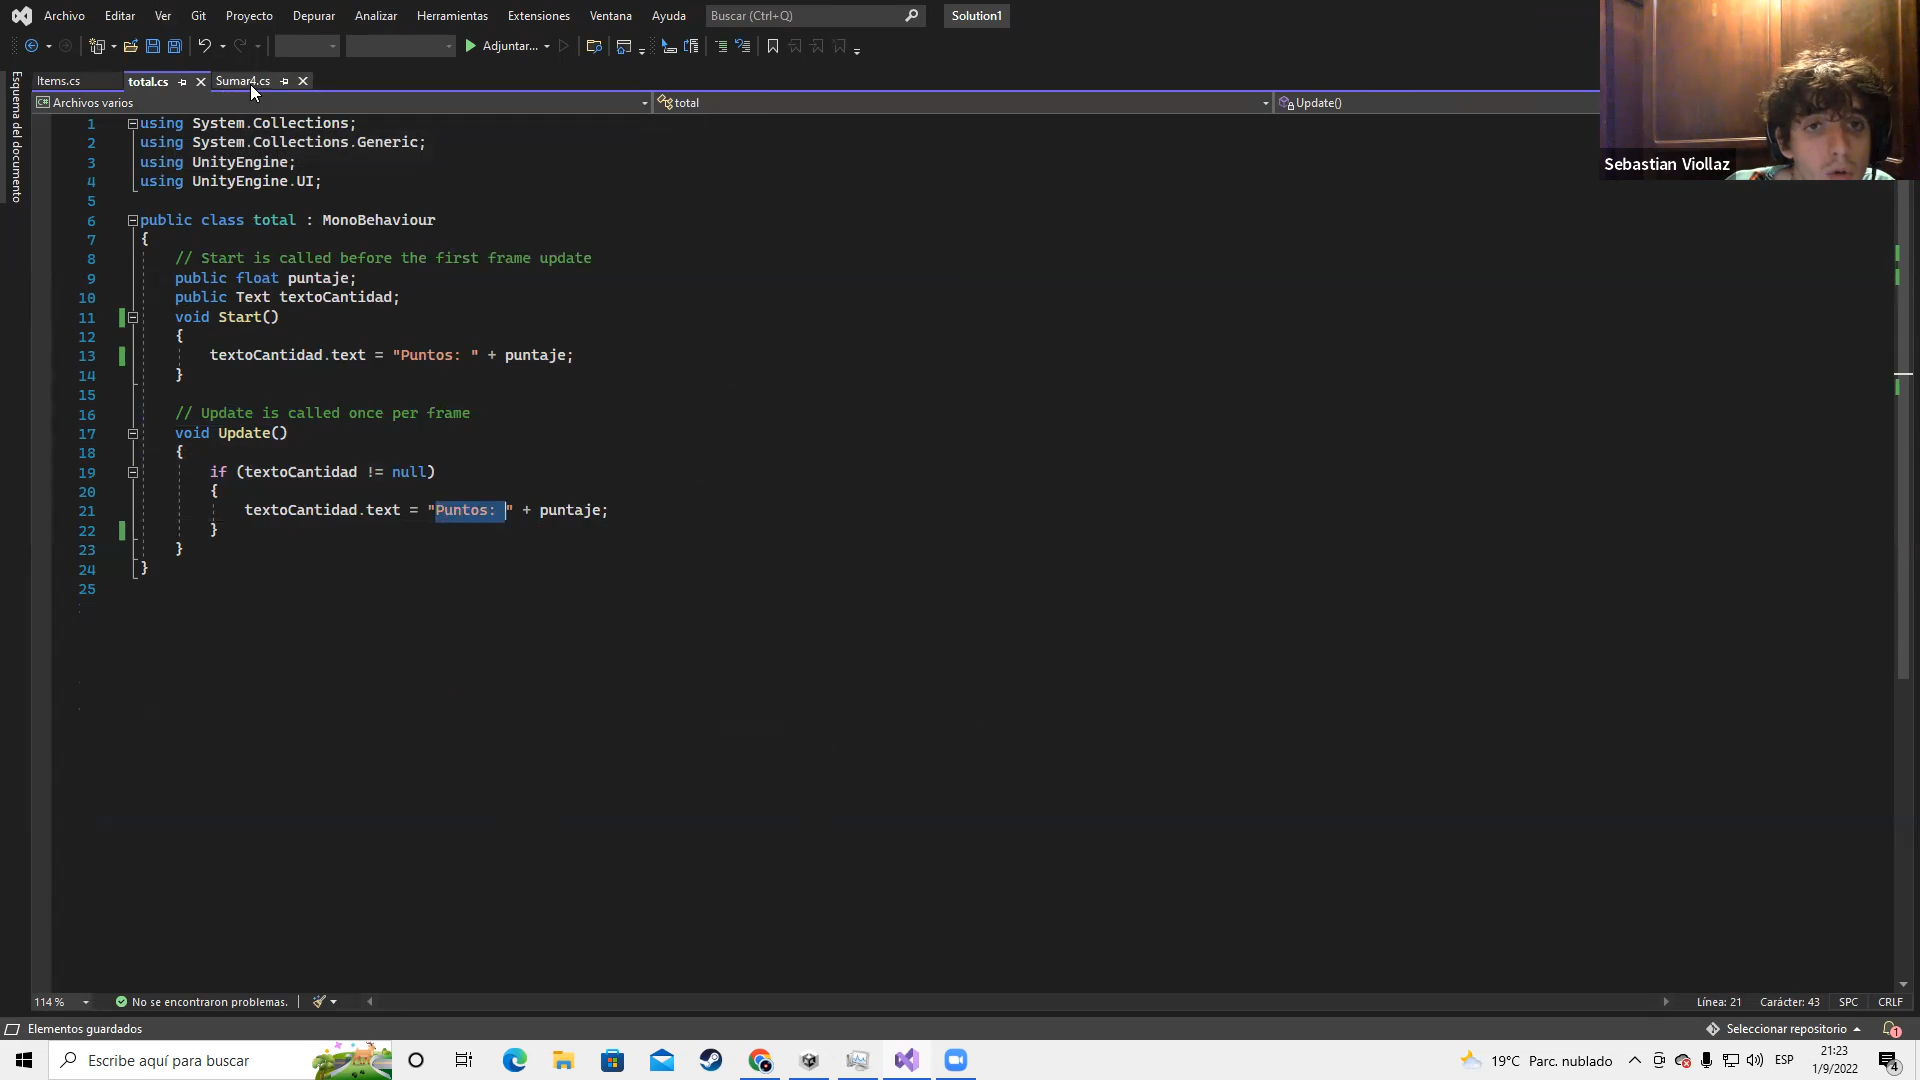 Archivo Editar Ver Git Proyecto Depurar Analizar Herramientas Extensiones Ventana Ayuda Buscar (Ctrl+Q) Solution1
Adjuntar...
Items.cs total.cs Sumar4.cs
Archivos varios total Update()
Esquema del documento
Sebastian Viollaz
1 using System.Collections;
2 using System.Collections.Generic;
3 using UnityEngine;
4 using UnityEngine.UI;
5
6 public class total : MonoBehaviour
7 {
8 // Start is called before the first frame update
9 public float puntaje;
10 public Text textoCantidad;
11 void Start()
12 {
13 textoCantidad.text = "Puntos: " + puntaje;
14 }
15
16 // Update is called once per frame
17 void Update()
18 {
19 if (textoCantidad != null)
20 {
21 textoCantidad.text = "Puntos: " + puntaje;
22 }
23 }
24 }
25
114 % No se encontraron problemas. Línea: 21 Carácter: 43 SPC CRLF
Elementos guardados Seleccionar repositorio 1
Escribe aquí para buscar 19°C Parc. nublado ESP 21:23
1/9/2022 4